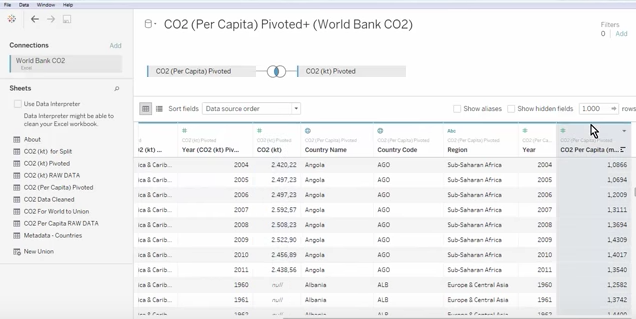 File Data Window Help
CO2 (Per Capita) Pivoted+ (World Bank CO2)
Filters
0 Add
Connections Add
World Bank CO2
Excel
CO2 (Per Capita) Pivoted CO2 (kt) Pivoted
Sheets
Use Data Interpreter
Data Interpreter might be able to
clean your Excel workbook.
About
CO2 (kt) for Split
CO2 (kt) Pivoted
CO2 (kt) RAW DATA
CO2 (Per Capita) Pivoted
CO2 Data Cleaned
CO2 For World to Union
CO2 Per Capita RAW DATA
Metadata - Countries
New Union
Sort fields Data source order Show aliases Show hidden fields 1.000 rows
# # Abc # #
CO2 (kt) Pivoted CO2 (kt) Pivoted CO2 (Per Capita) Pivoted CO2 (Per Capita) Pivoted CO2 (Per Capita) Pivoted CO2 (Per Ca... CO2 (Per Capita) Pivoted
2 (kt) ... Year (CO2 (kt) Piv... CO2 (kt) Country Name Country Code Region Year CO2 Per Capita (m...
ica & Carib... 2004 2.420,22 Angola AGO Sub-Saharan Africa 2004 1,0866
ica & Carib... 2005 2.497,23 Angola AGO Sub-Saharan Africa 2005 1,0694
ica & Carib... 2006 2.497,23 Angola AGO Sub-Saharan Africa 2006 1,2009
ica & Carib... 2007 2.592,57 Angola AGO Sub-Saharan Africa 2007 1,3111
ica & Carib... 2008 2.508,23 Angola AGO Sub-Saharan Africa 2008 1,3694
ica & Carib... 2009 2.522,90 Angola AGO Sub-Saharan Africa 2009 1,4309
ica & Carib... 2010 2.456,89 Angola AGO Sub-Saharan Africa 2010 1,4017
ica & Carib... 2011 2.438,56 Angola AGO Sub-Saharan Africa 2011 1,3540
ica & Carib... 1960 null Albania ALB Europe & Central Asia 1960 1,2582
ica & Carib... 1961 null Albania ALB Europe & Central Asia 1961 1,3742